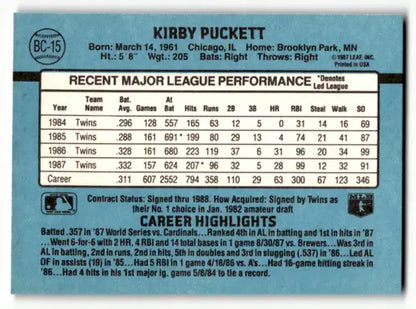 BC-15
KIRBY PUCKETT
Born: March 14, 1961 Chicago, IL Home: Brooklyn Park, MN
Ht.: 5' 8" Wgt.: 205 Bats: Right Throws: Right
©1987 LEAF, INC.
PRINTED IN USA
RECENT MAJOR LEAGUE PERFORMANCE *Denotes Led League
Year Team Name Bat. Avg. Games At Bat Hits Runs 2B 3B HR RBI Steal Walk SO
1984 Twins .296 128 557 165 63 12 5 0 31 14 16 69
1985 Twins .288 161 691* 199 80 29 13 4 74 21 41 87
1986 Twins .328 161 680 223 119 37 6 31 96 20 34 99
1987 Twins .332 157 624 207* 96 32 5 28 99 12 32 91
Career .311 607 2552 794 358 110 29 63 300 67 123 346
Contract Status: Signed thru 1988. How Acquired: Signed by Twins as
their No. 1 choice in Jan. 1982 amateur draft
CAREER HIGHLIGHTS
Batted .357 in '87 World Series vs. Cardinals...Ranked 4th in AL in batting and 1st in hits in '87
...Went 6-for-6 with 2 HR, 4 RBI and 14 total bases in 1 game 8/30/87 vs. Brewers...Was 3rd in
AL in batting, 2nd in runs, 2nd in hits, 5th in doubles and 3rd in slugging (.537) in '86...Led AL
OF in assists (19) in '85...Had 5 RBI in 1 game 4/18/86 vs. A's...Had 16-game hitting streak in
'86...Had 4 hits in his 1st major lg. game 5/8/84 to tie a record.